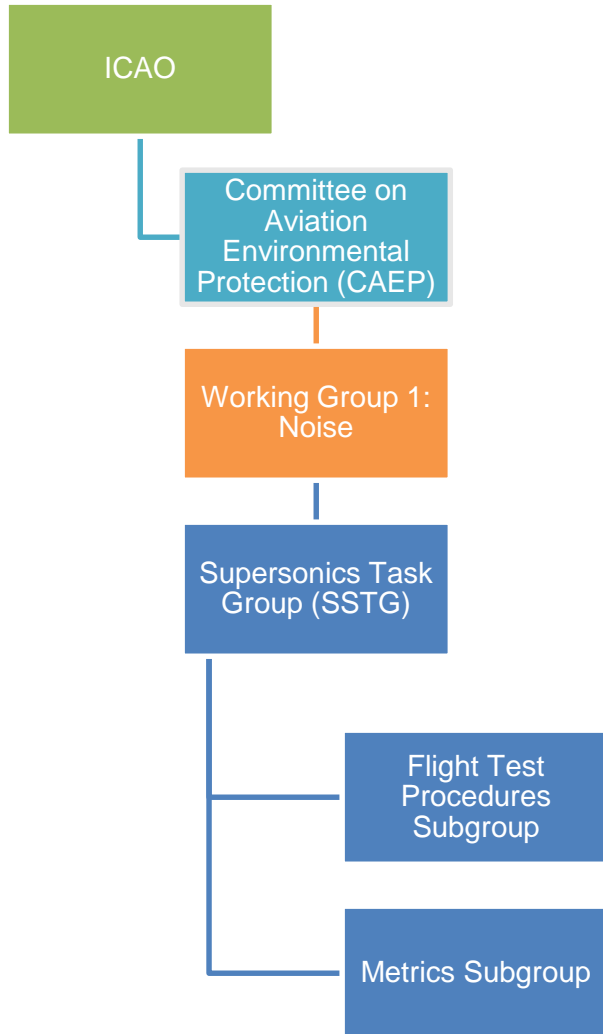 ICAO
Committee on
Aviation
Environmental
Protection (CAEP)
Working Group 1:
Noise
Supersonics Task
Group (SSTG)
Flight Test
Procedures
Subgroup
Metrics Subgroup